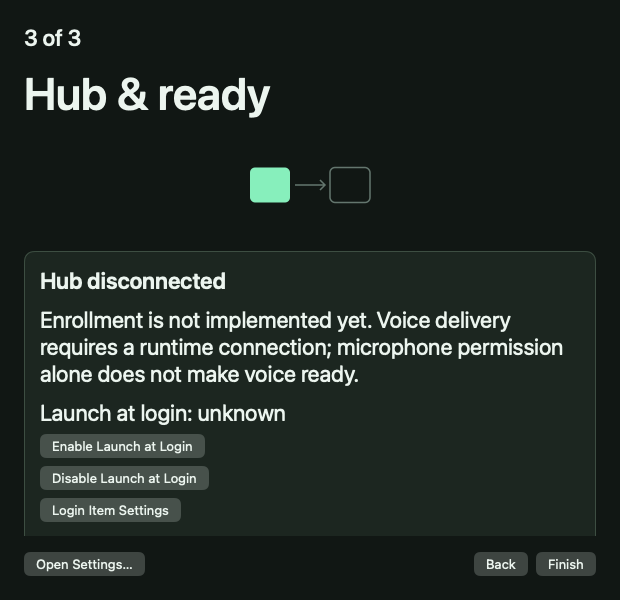 3 of 3
Hub & ready
Hub disconnected
Enrollment is not implemented yet. Voice delivery
requires a runtime connection; microphone permission
alone does not make voice ready.
Launch at login: unknown
Enable Launch at Login
Disable Launch at Login
Login Item Settings
Open Settings...
Back
Finish